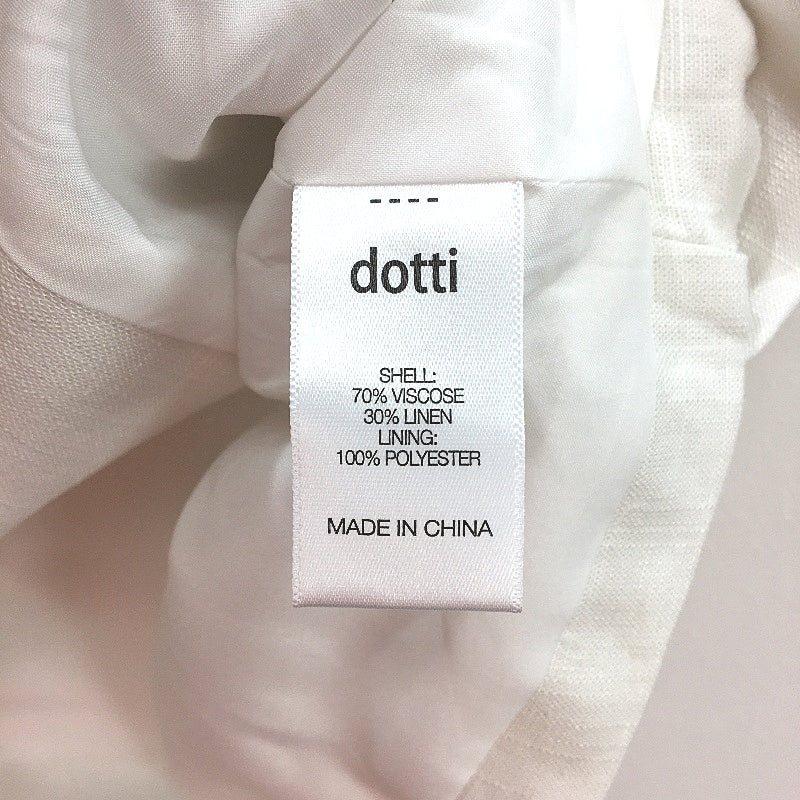 dotti
SHELL:
70% VISCOSE
30% LINEN
LINING:
100% POLYESTER
MADE IN CHINA